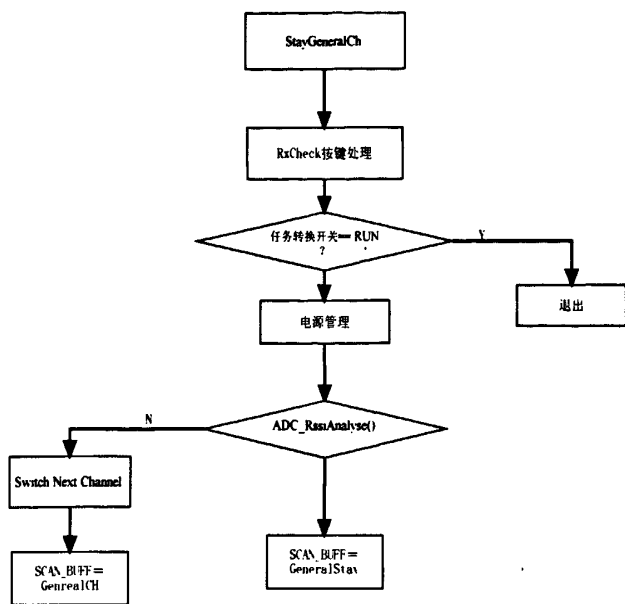 StayGeneralCh
RxCheck按键处理
任务转换开关== RUN
?
Y
退出
电源管理
ADC_RssiAnalyse()
N
Switch Next Channel
SCAN_BUFF=
GenrealCH
SCAN_BUFF=
GeneralStay